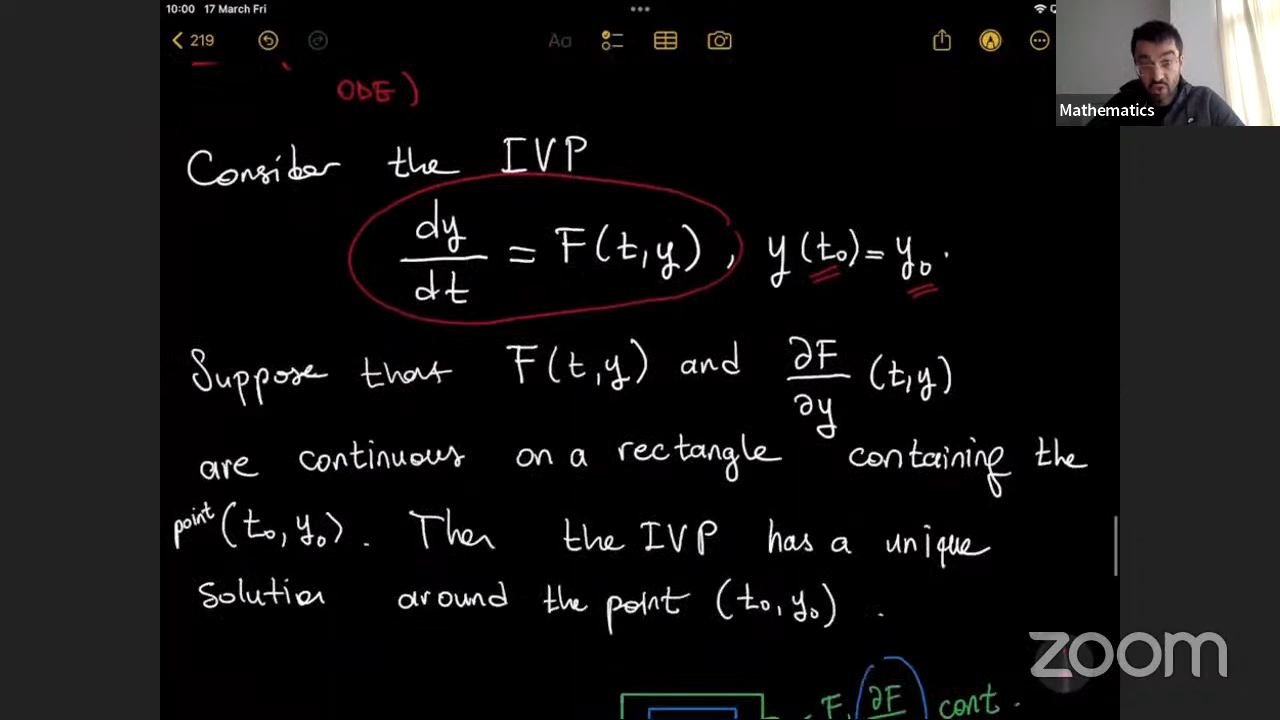 10:00 17 March Fri
219
Aa
Mathematics
ODE)
Consider the IVP
dy/dt = F(t,y), y(t₀) = y₀.
Suppose that F(t,y) and ∂F/∂y (t,y)
are continuous on a rectangle containing the
point (t₀, y₀). Then the IVP has a unique
solution around the point (t₀, y₀).
zoom
F, ∂F cont.